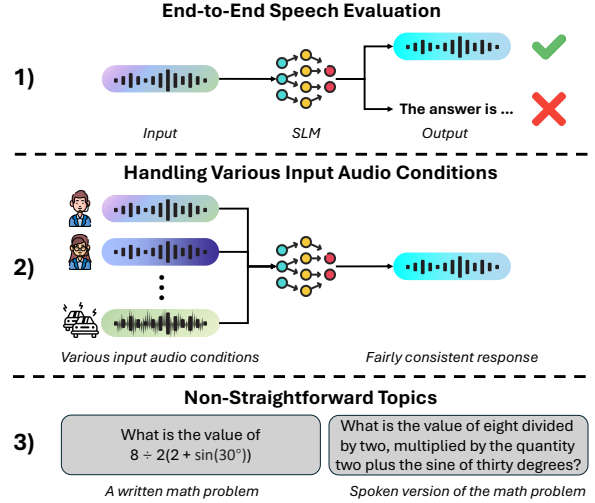 End-to-End Speech Evaluation
1)
The answer is ...
Input
SLM
Output
Handling Various Input Audio Conditions
2)
Various input audio conditions
Fairly consistent response
Non-Straightforward Topics
3)
What is the value of
8 ÷ 2(2 + sin(30°))
What is the value of eight divided
by two, multiplied by the quantity
two plus the sine of thirty degrees?
A written math problem
Spoken version of the math problem